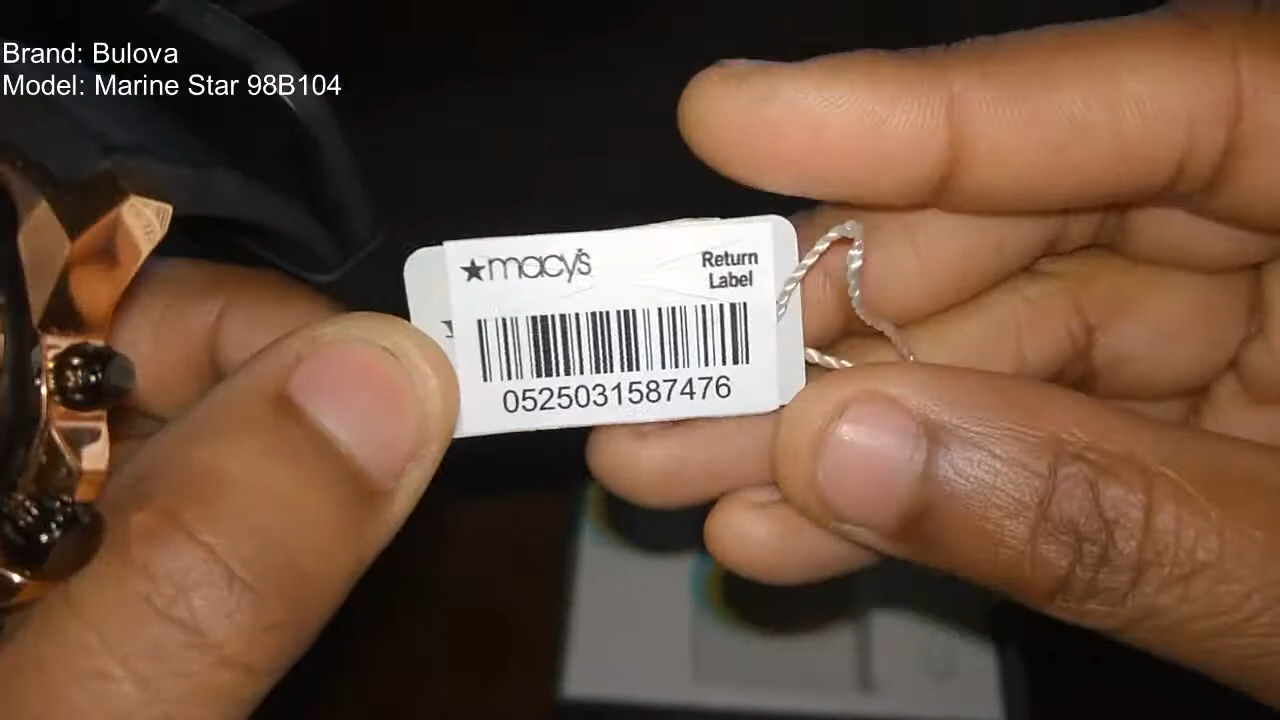 Brand: Bulova
Model: Marine Star 98B104
★macy's
Return
Label
0525031587476